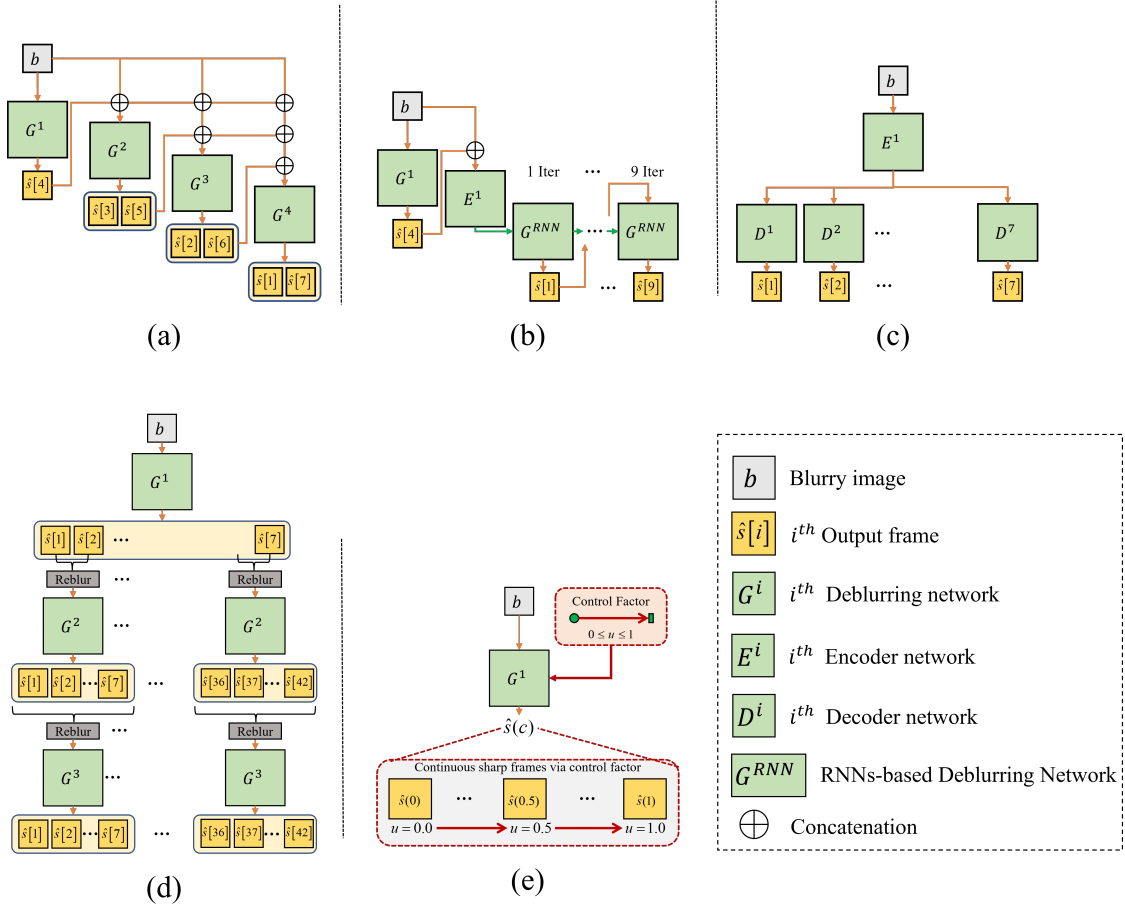 b
G¹
G²
G³
G⁴
ŝ[4]
ŝ[3] ŝ[5]
ŝ[2] ŝ[6]
ŝ[1] ŝ[7]
(a)
b
G¹
E¹
1 Iter ··· 9 Iter
G^RNN ··· G^RNN
ŝ[4]
ŝ[1] ··· ŝ[9]
(b)
b
E¹
D¹ D² ··· D⁷
ŝ[1] ŝ[2] ··· ŝ[7]
(c)
b
G¹
ŝ[1] ŝ[2] ··· ŝ[7]
Reblur ··· Reblur
G² ··· G²
ŝ[1] ŝ[2] ··· ŝ[7] ··· ŝ[36] ŝ[37] ··· ŝ[42]
Reblur ··· Reblur
G³ ··· G³
ŝ[1] ŝ[2] ··· ŝ[7] ··· ŝ[36] ŝ[37] ··· ŝ[42]
(d)
b
Control Factor
0 ≤ u ≤ 1
G¹
ŝ(c)
Continuous sharp frames via control factor
ŝ(0) ··· ŝ(0.5) ··· ŝ(1)
u = 0.0 u = 0.5 u = 1.0
(e)
b Blurry image
ŝ[i] i^th Output frame
G^i i^th Deblurring network
E^i i^th Encoder network
D^i i^th Decoder network
G^RNN RNNs-based Deblurring Network
⊕ Concatenation